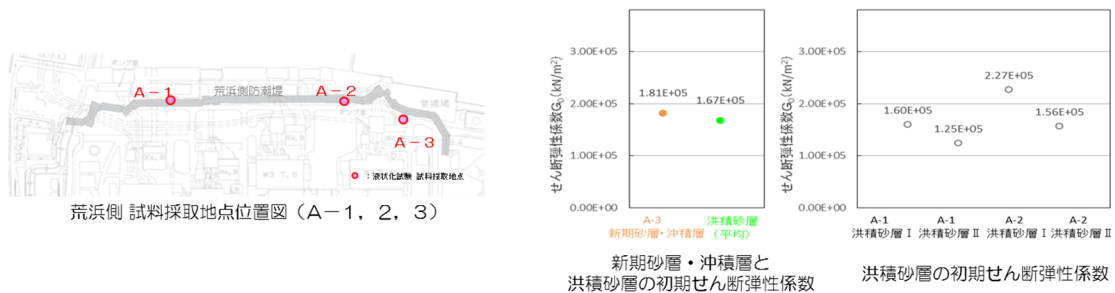 A－1
荒浜側防潮堤
A－2
A－3
：液状化試験 試料採取地点
荒浜側 試料採取地点位置図（A－1，2，3）
せん断弾性係数G₀(kN/m²)
3.00E+05
2.00E+05
1.00E+05
0.00E+00
1.81E+05
1.67E+05
A-3
新期砂層・沖積層
洪積砂層
（平均）
新期砂層・沖積層と
洪積砂層の初期せん断弾性係数
せん断弾性係数G₀(kN/m²)
3.00E+05
2.00E+05
1.00E+05
0.00E+00
1.60E+05
1.25E+05
2.27E+05
1.56E+05
A-1 A-1 A-2 A-2
洪積砂層Ⅰ 洪積砂層Ⅱ 洪積砂層Ⅰ 洪積砂層Ⅱ
洪積砂層の初期せん断弾性係数